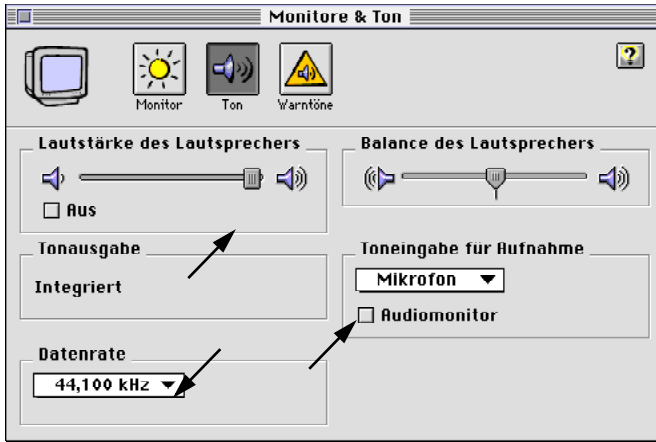 Monitore & Ton
?
Monitor
Ton
Warntöne
Lautstärke des Lautsprechers
Aus
Balance des Lautsprechers
Tonausgabe
Integriert
Toneingabe für Aufnahme
Mikrofon
Audiomonitor
Datenrate
44,100 kHz